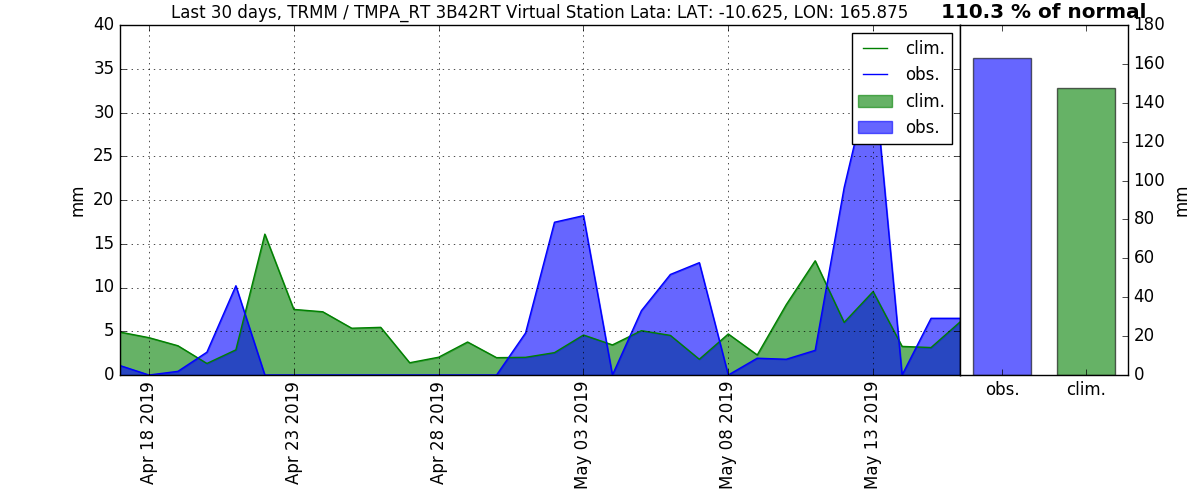 Last 30 days, TRMM / TMPA_RT 3B42RT Virtual Station Lata: LAT: -10.625, LON: 165.875
110.3 % of normal
40
35
30
25
20
15
10
5
0
mm
clim.
obs.
clim.
obs.
180
160
140
120
100
80
60
40
20
0
mm
Apr 18 2019
Apr 23 2019
Apr 28 2019
May 03 2019
May 08 2019
May 13 2019
obs.
clim.